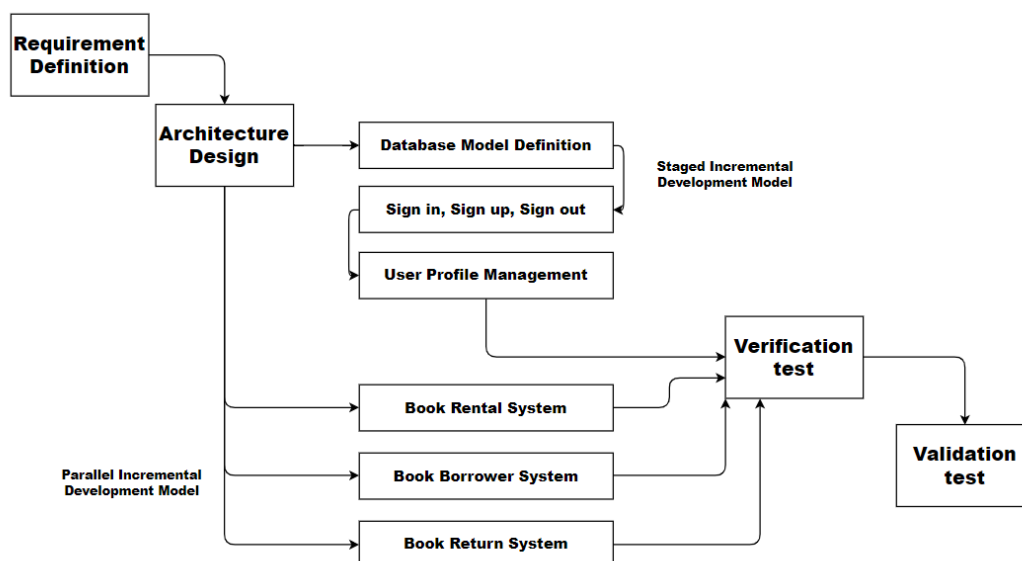 Requirement
Definition
Architecture
Design
Database Model Definition
Staged Incremental
Development Model
Sign in, Sign up, Sign out
User Profile Management
Verification
test
Book Rental System
Validation
test
Parallel Incremental
Development Model
Book Borrower System
Book Return System